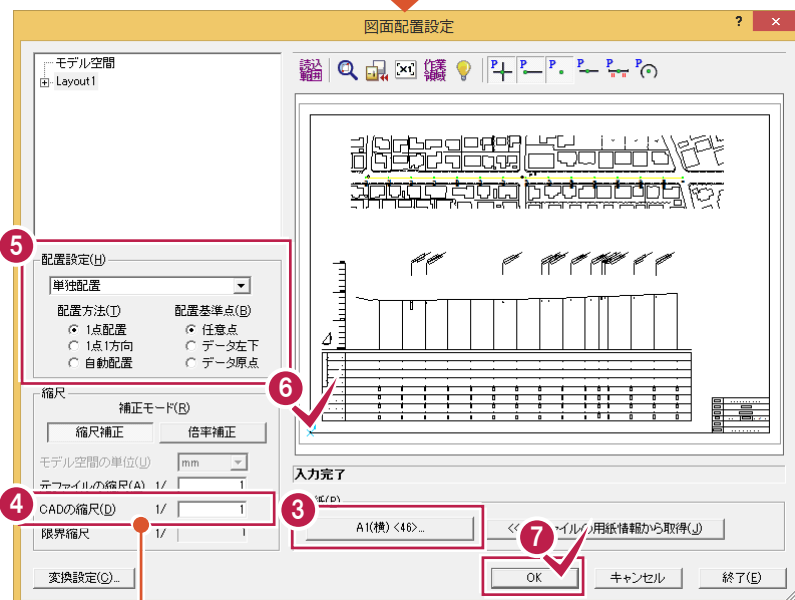 図面配置設定
? ×
モデル空間
Layout1
読込範囲
×1
作業領域
P P P P P P
5
配置設定(H)
単独配置
配置方法(T) 配置基準点(B)
1点配置 任意点
1点1方向 データ左下
自動配置 データ原点
6
縮尺
補正モード(R)
縮尺補正 倍率補正
モデル空間の単位(U) mm
元ファイルの縮尺(A) 1/ 1
4
CADの縮尺(D) 1/ 1
限界縮尺 1/ 1
変換設定(C)...
入力完了
紙(P)
3
A1(横) <46>...
<< ファイルの用紙情報から取得(J)
7
OK キャンセル 終了(E)